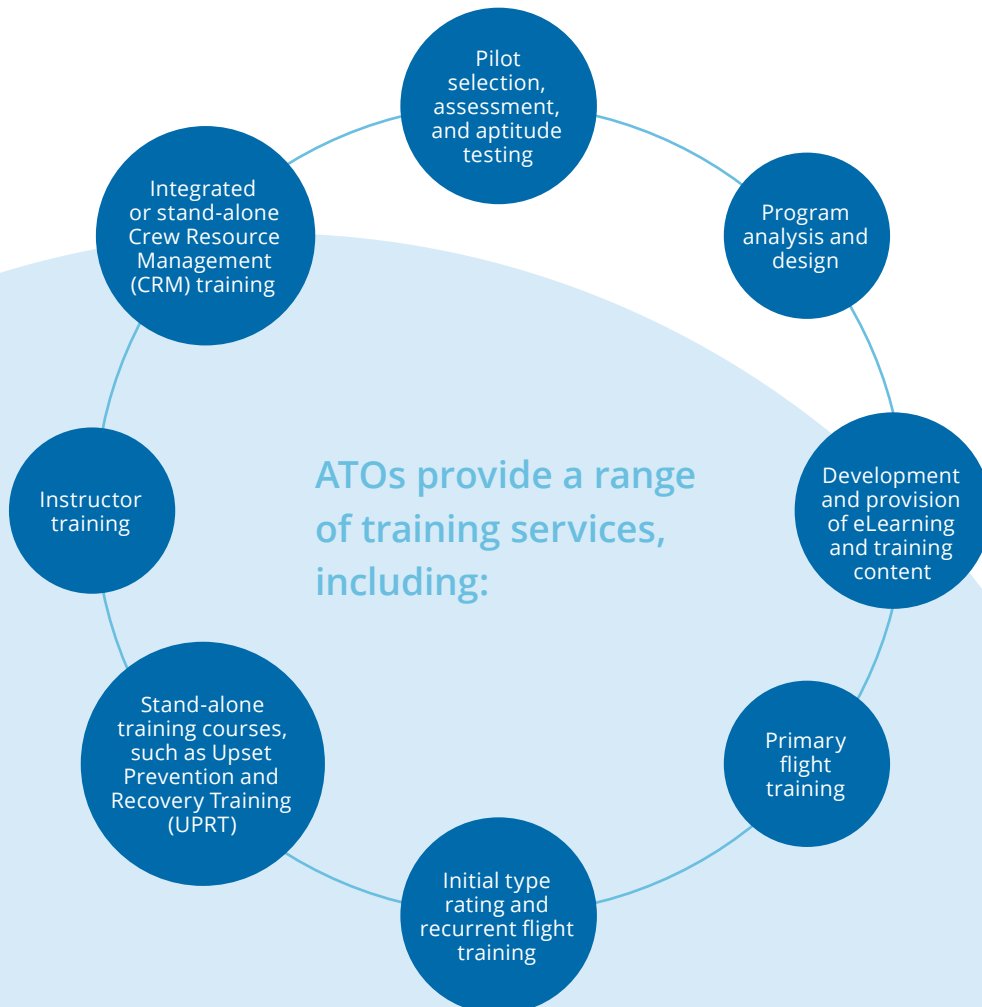 Pilot
selection,
assessment,
and aptitude
testing
Program
analysis and
design
Development
and provision
of eLearning
and training
content
Primary
flight
training
Initial type
rating and
recurrent flight
training
Stand-alone
training courses,
such as Upset
Prevention and
Recovery Training
(UPRT)
Instructor
training
Integrated
or stand-alone
Crew Resource
Management
(CRM) training
ATOs provide a range
of training services,
including: